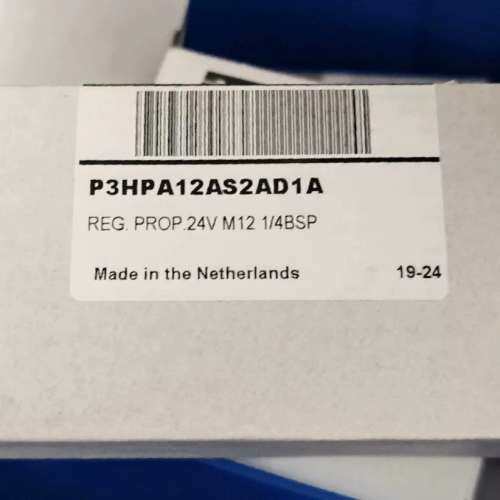 P3HPA12AS2AD1A
REG. PROP.24V M12 1/4BSP
Made in the Netherlands 19-24